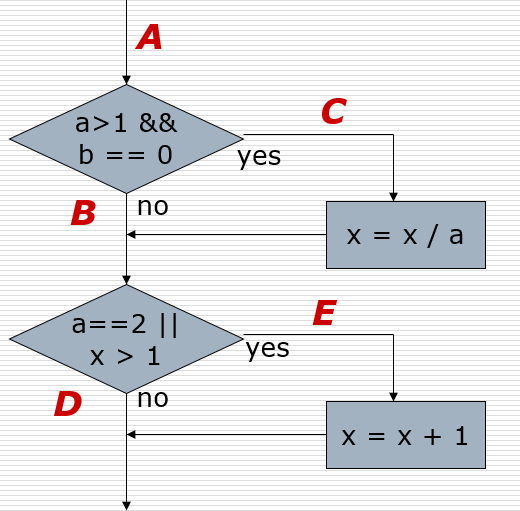 A
a>1 &&
b == 0
C
yes
B
no
x = x / a
a==2 ||
x > 1
E
yes
D
no
x = x + 1